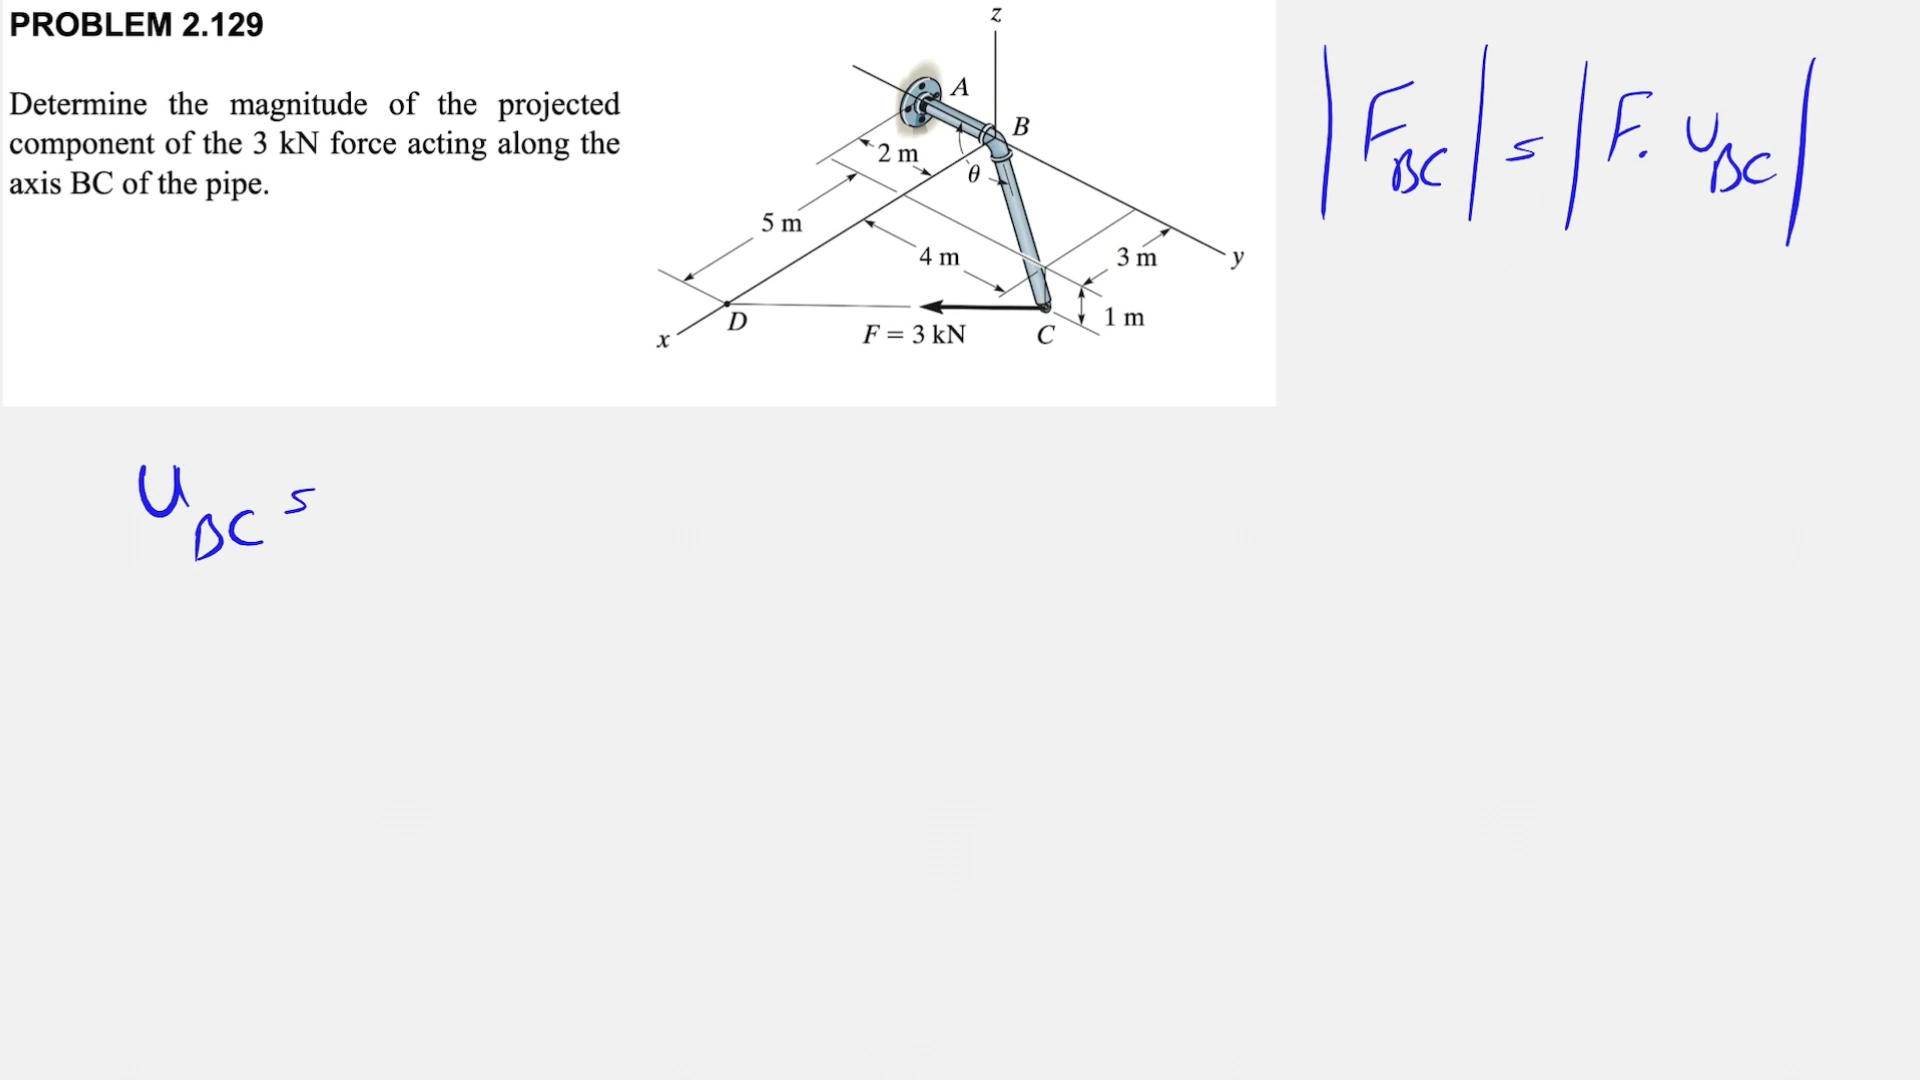 PROBLEM 2.129
Determine the magnitude of the projected
component of the 3 kN force acting along the
axis BC of the pipe.
z
A
B
2 m
θ
5 m
4 m
3 m
y
D
1 m
x
F = 3 kN
C
|F_BC| = |F. u_BC|
u_BC =